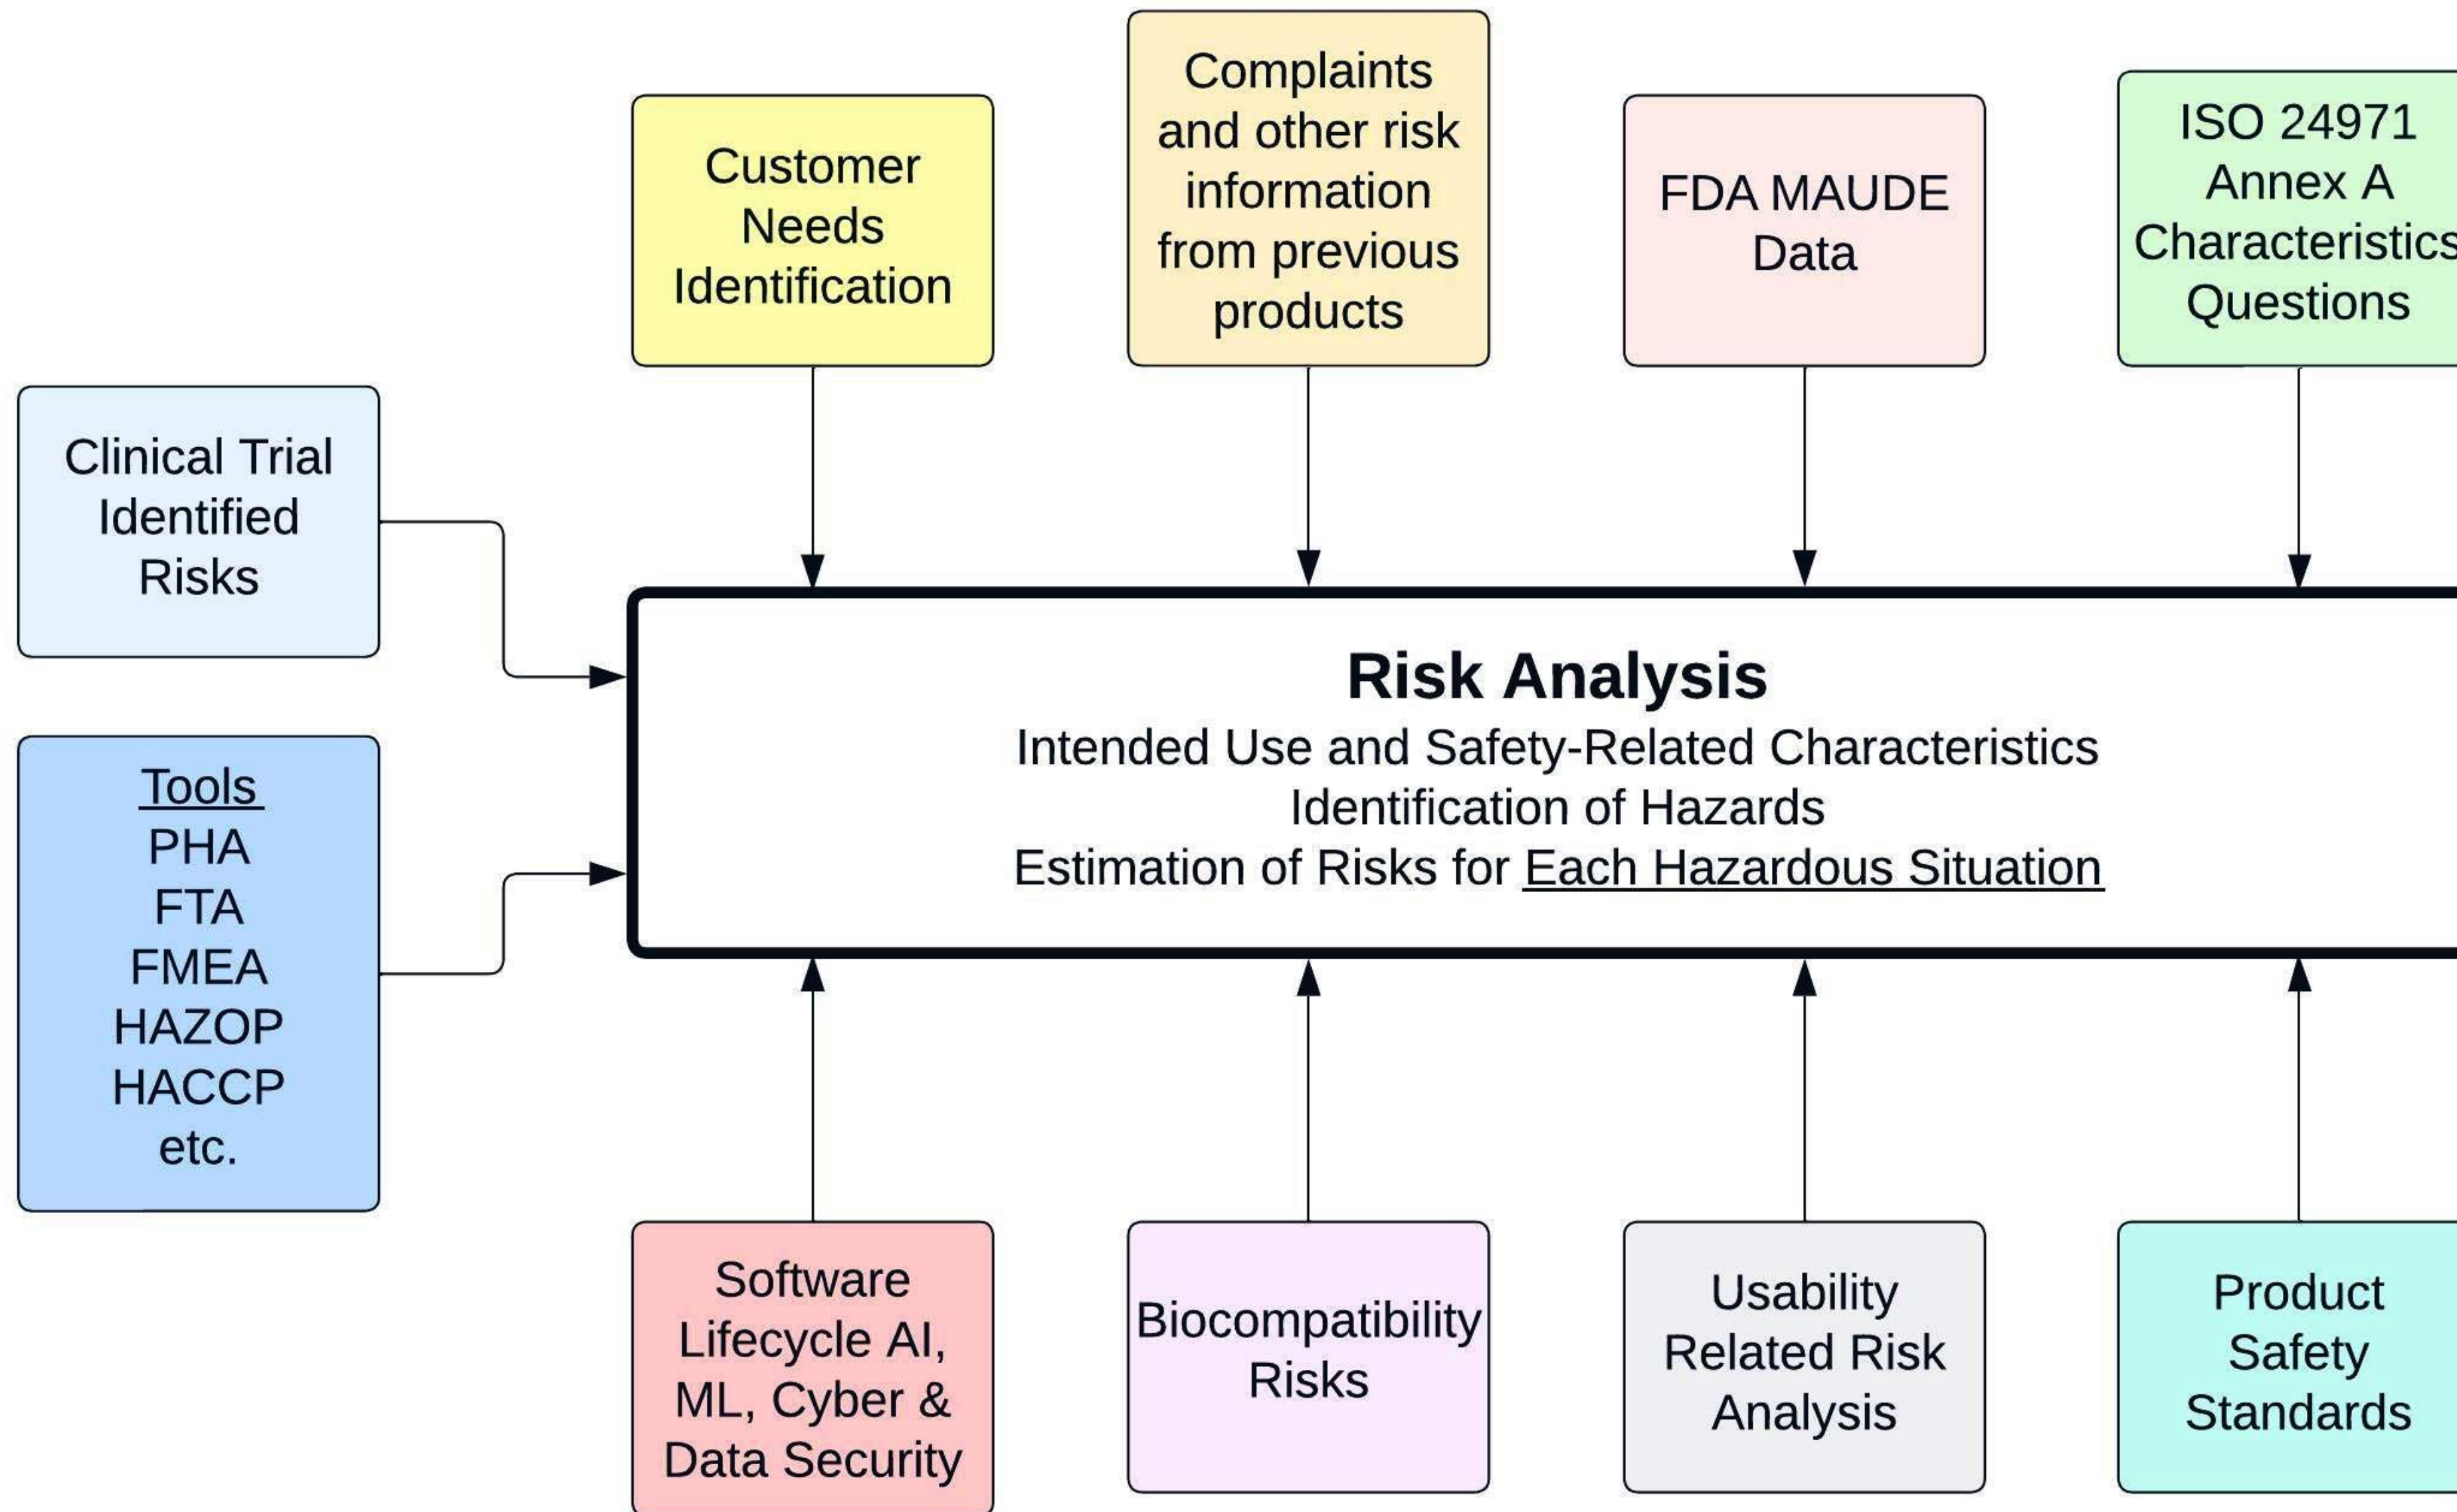 Customer
Needs
Identification
Complaints
and other risk
information
from previous
products
FDA MAUDE
Data
ISO 24971
Annex A
Characteristics
Questions
Clinical Trial
Identified
Risks
Tools
PHA
FTA
FMEA
HAZOP
HACCP
etc.
Risk Analysis
Intended Use and Safety-Related Characteristics
Identification of Hazards
Estimation of Risks for Each Hazardous Situation
Software
Lifecycle AI,
ML, Cyber &
Data Security
Biocompatibility
Risks
Usability
Related Risk
Analysis
Product
Safety
Standards